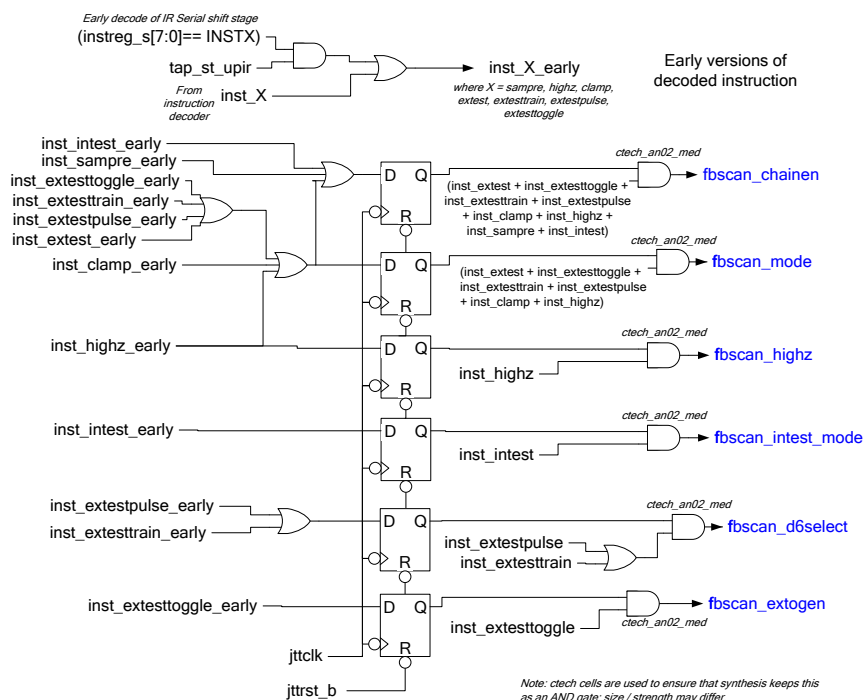 Early decode of IR Serial shift stage
(instreg_s[7:0]== INSTX)
tap_st_upir
From
instruction
decoder
inst_X
inst_X_early
where X = sampre, highz, clamp,
extest, extesttrain, extestpulse,
extesttoggle
Early versions of
decoded instruction
inst_intest_early
inst_sampre_early
inst_extesttoggle_early
inst_extesttrain_early
inst_extestpulse_early
inst_extest_early
inst_clamp_early
inst_highz_early
inst_intest_early
inst_extestpulse_early
inst_extesttrain_early
inst_extesttoggle_early
jttclk
jttrst_b
D Q
R
D Q
R
D Q
R
D Q
R
D Q
R
D Q
R
ctech_an02_med
(inst_extest + inst_extesttoggle +
inst_extesttrain + inst_extestpulse
+ inst_clamp + inst_highz +
inst_sampre + inst_intest)
fbscan_chainen
ctech_an02_med
(inst_extest + inst_extesttoggle +
inst_extesttrain + inst_extestpulse
+ inst_clamp + inst_highz)
fbscan_mode
ctech_an02_med
inst_highz
fbscan_highz
ctech_an02_med
inst_intest
fbscan_intest_mode
ctech_an02_med
inst_extestpulse
inst_extesttrain
fbscan_d6select
inst_extesttoggle
fbscan_extogen
ctech_an02_med
Note: ctech cells are used to ensure that synthesis keeps this
as an AND gate; size / strength may differ